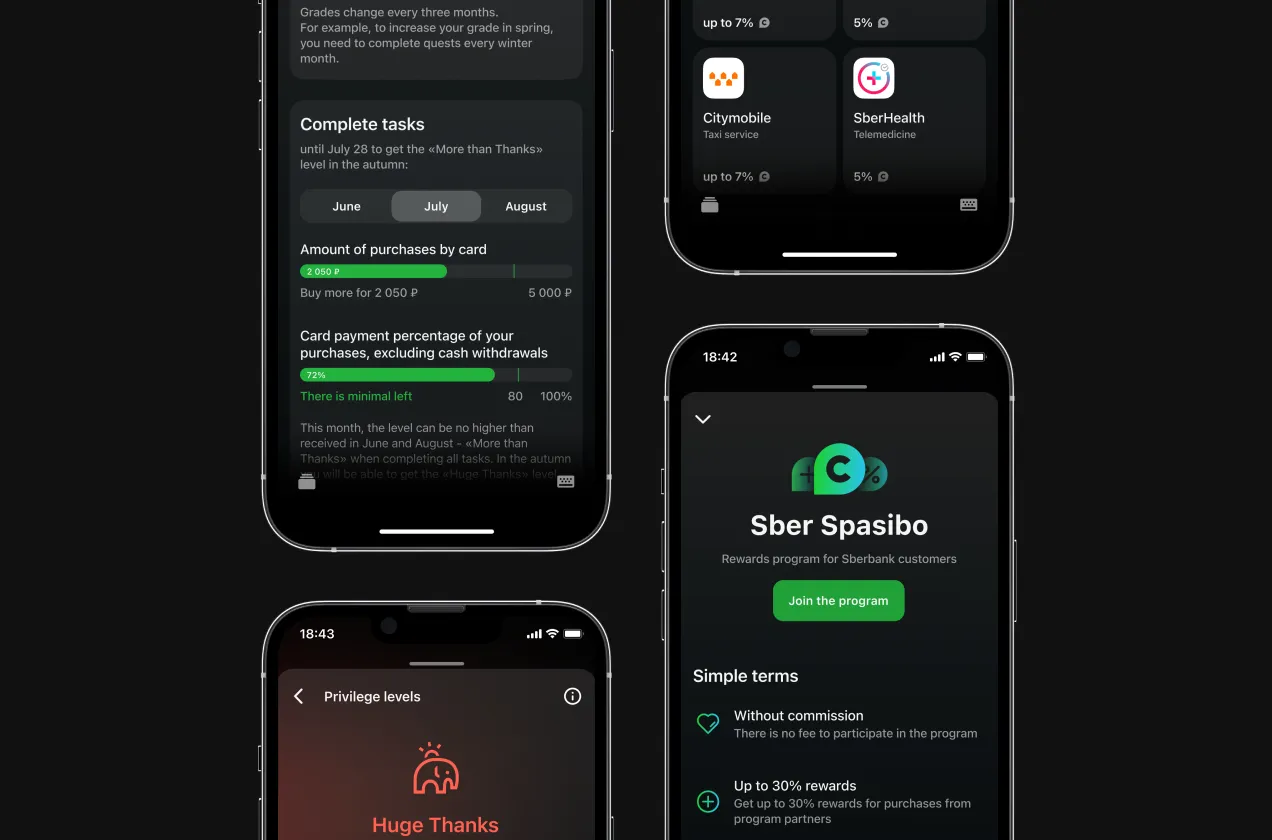 Grades change every three months.
For example, to increase your grade in spring,
you need to complete quests every winter
month.
Complete tasks
until July 28 to get the «More than Thanks»
level in the autumn:
June
July
August
Amount of purchases by card
2 050 ₽
Buy more for 2 050 ₽
5 000 ₽
Card payment percentage of your
purchases, excluding cash withdrawals
72%
There is minimal left
80
100%
This month, the level can be no higher than
received in June and August - «More than
Thanks» when completing all tasks. In the autumn
you will be able to get the «Huge Thanks» level
18:43
Privilege levels
Huge Thanks
up to 7%
5%
Citymobile
Taxi service
up to 7%
SberHealth
Telemedicine
5%
18:42
Sber Spasibo
Rewards program for Sberbank customers
Join the program
Simple terms
Without commission
There is no fee to participate in the program
Up to 30% rewards
Get up to 30% rewards for purchases from
program partners